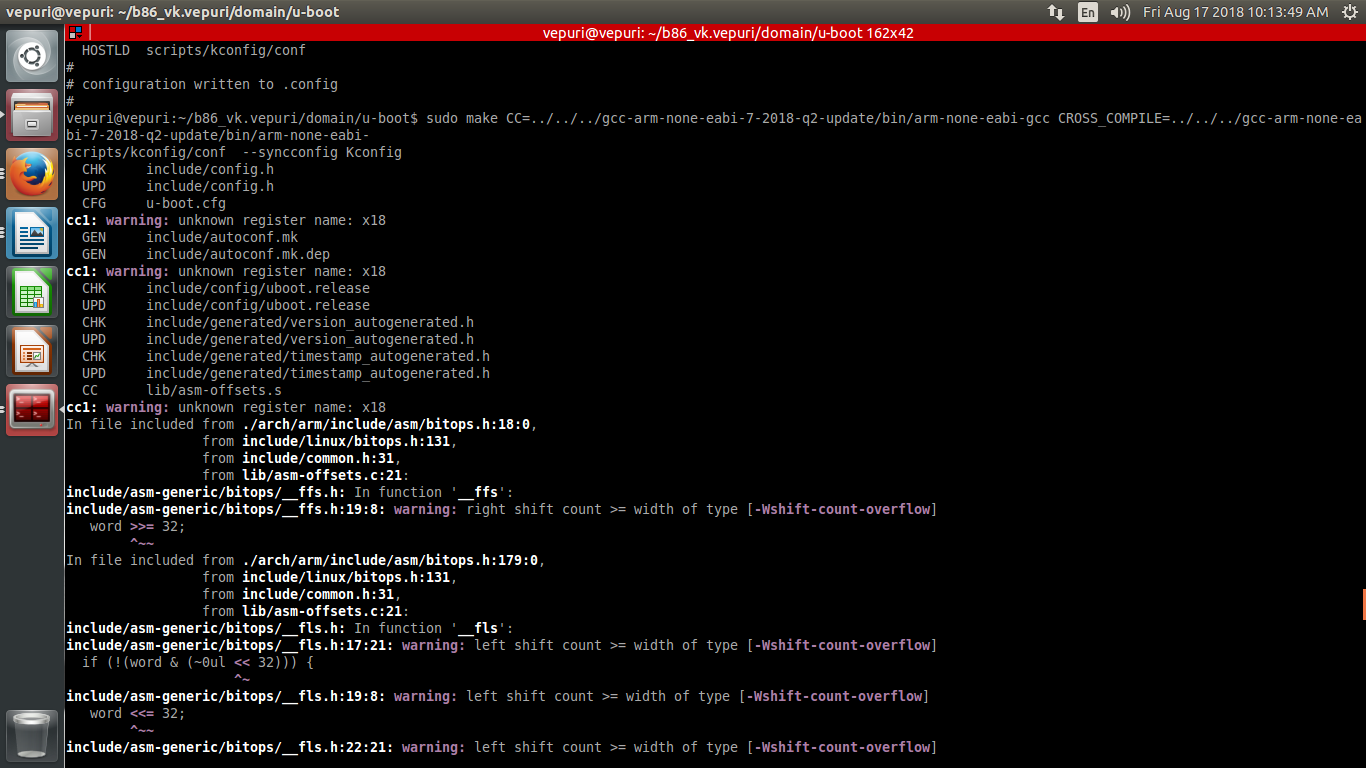 vepuri@vepuri: ~/b86_vk.vepuri/domain/u-boot
En
Fri Aug 17 2018 10:13:49 AM
vepuri@vepuri: ~/b86_vk.vepuri/domain/u-boot 162x42
HOSTLD  scripts/kconfig/conf
#
# configuration written to .config
#
vepuri@vepuri:~/b86_vk.vepuri/domain/u-boot$ sudo make CC=../../../gcc-arm-none-eabi-7-2018-q2-update/bin/arm-none-eabi-gcc CROSS_COMPILE=../../../gcc-arm-none-ea
bi-7-2018-q2-update/bin/arm-none-eabi-
scripts/kconfig/conf  --syncconfig Kconfig
CHK     include/config.h
UPD     include/config.h
CFG     u-boot.cfg
cc1: warning: unknown register name: x18
GEN     include/autoconf.mk
GEN     include/autoconf.mk.dep
cc1: warning: unknown register name: x18
CHK     include/config/uboot.release
UPD     include/config/uboot.release
CHK     include/generated/version_autogenerated.h
UPD     include/generated/version_autogenerated.h
CHK     include/generated/timestamp_autogenerated.h
UPD     include/generated/timestamp_autogenerated.h
CC      lib/asm-offsets.s
cc1: warning: unknown register name: x18
In file included from ./arch/arm/include/asm/bitops.h:18:0,
from include/linux/bitops.h:131,
from include/common.h:31,
from lib/asm-offsets.c:21:
include/asm-generic/bitops/__ffs.h: In function '__ffs':
include/asm-generic/bitops/__ffs.h:19:8: warning: right shift count >= width of type [-Wshift-count-overflow]
word >>= 32;
^~~
In file included from ./arch/arm/include/asm/bitops.h:179:0,
from include/linux/bitops.h:131,
from include/common.h:31,
from lib/asm-offsets.c:21:
include/asm-generic/bitops/__fls.h: In function '__fls':
include/asm-generic/bitops/__fls.h:17:21: warning: left shift count >= width of type [-Wshift-count-overflow]
if (!(word & (~0ul << 32))) {
^~
include/asm-generic/bitops/__fls.h:19:8: warning: left shift count >= width of type [-Wshift-count-overflow]
word <<= 32;
^~~
include/asm-generic/bitops/__fls.h:22:21: warning: left shift count >= width of type [-Wshift-count-overflow]